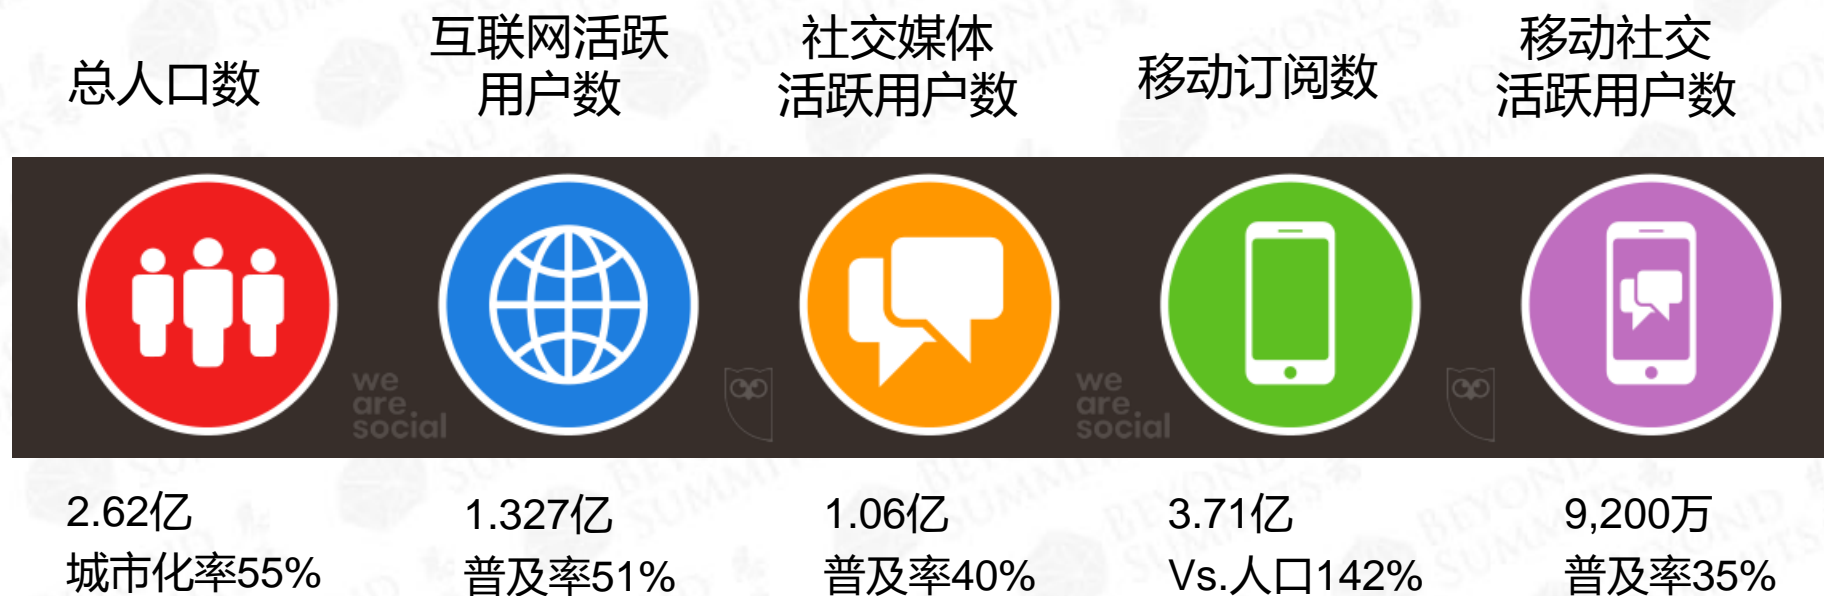 总人口数
互联网活跃
用户数
社交媒体
活跃用户数
移动订阅数
移动社交
活跃用户数
we
are
social
we
are
social
2.62亿
城市化率55%
1.327亿
普及率51%
1.06亿
普及率40%
3.71亿
Vs.人口142%
9,200万
普及率35%
BEYOND
SUMMITS